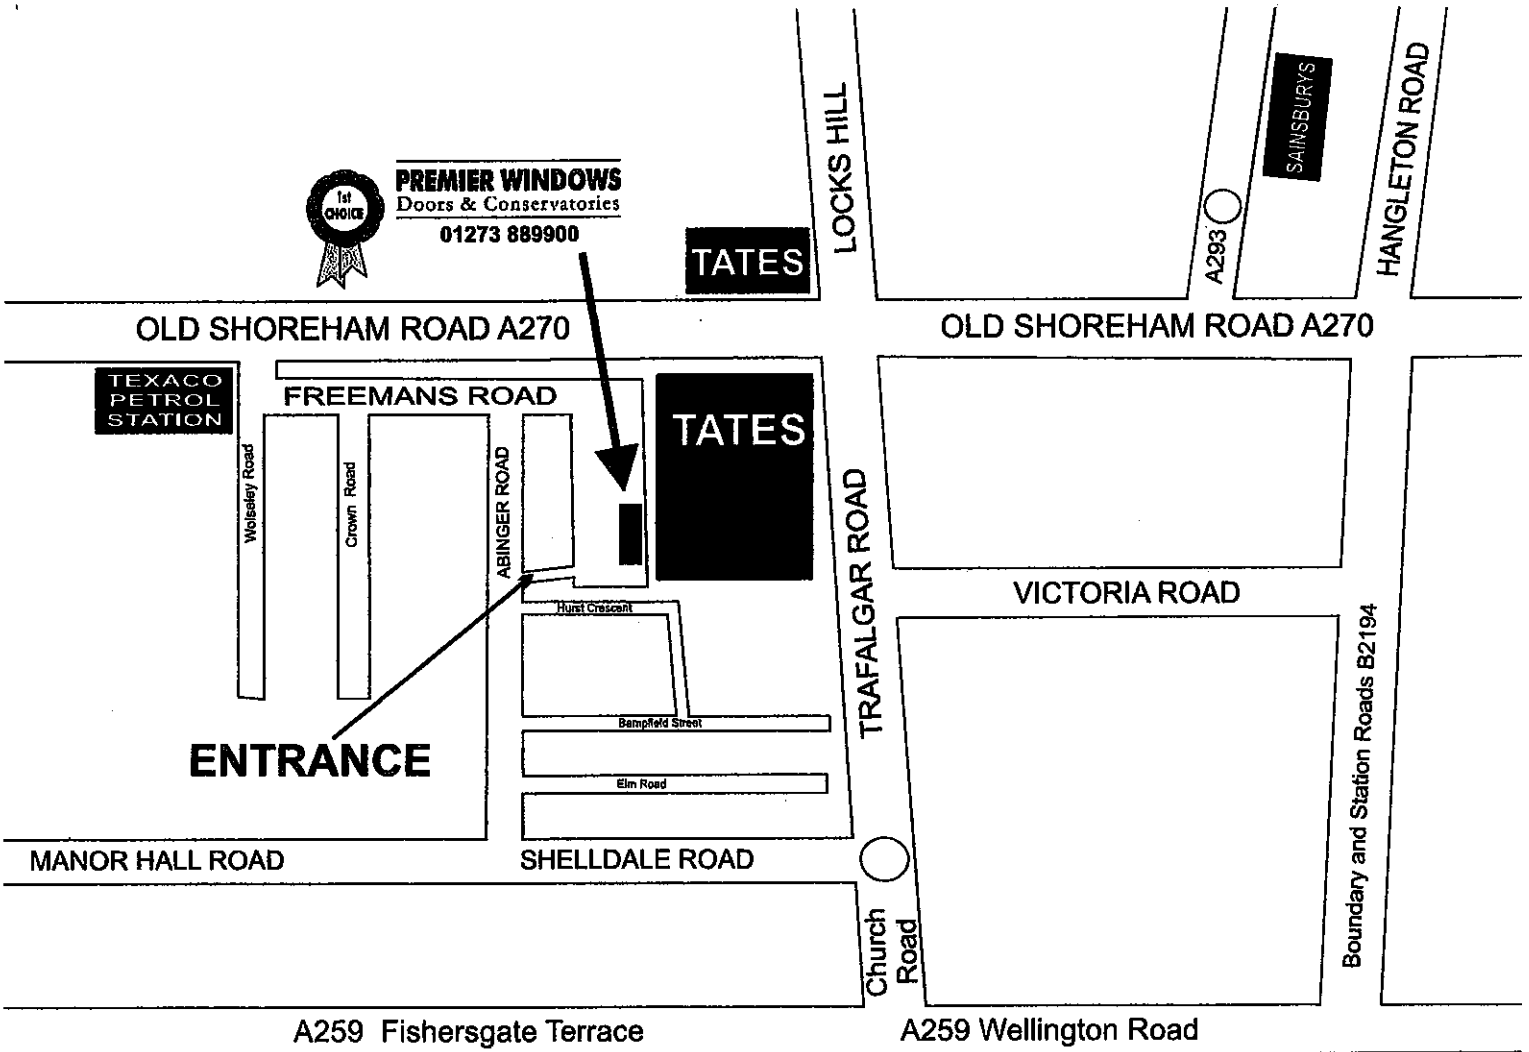 LOCKS HILL
SAINSBURYS
HANGLETON ROAD
A293
1st
CHOICE
PREMIER WINDOWS
Doors & Conservatories
01273 889900
TATES
OLD SHOREHAM ROAD A270
OLD SHOREHAM ROAD A270
TEXACO
PETROL
STATION
FREEMANS ROAD
TATES
Wolseley Road
Crown Road
ABINGER ROAD
TRAFALGAR ROAD
VICTORIA ROAD
Hurst Crescent
Boundary and Station Roads B2194
Bampfield Street
ENTRANCE
Elm Road
MANOR HALL ROAD
SHELLDALE ROAD
Church
Road
A259 Fishersgate Terrace
A259 Wellington Road